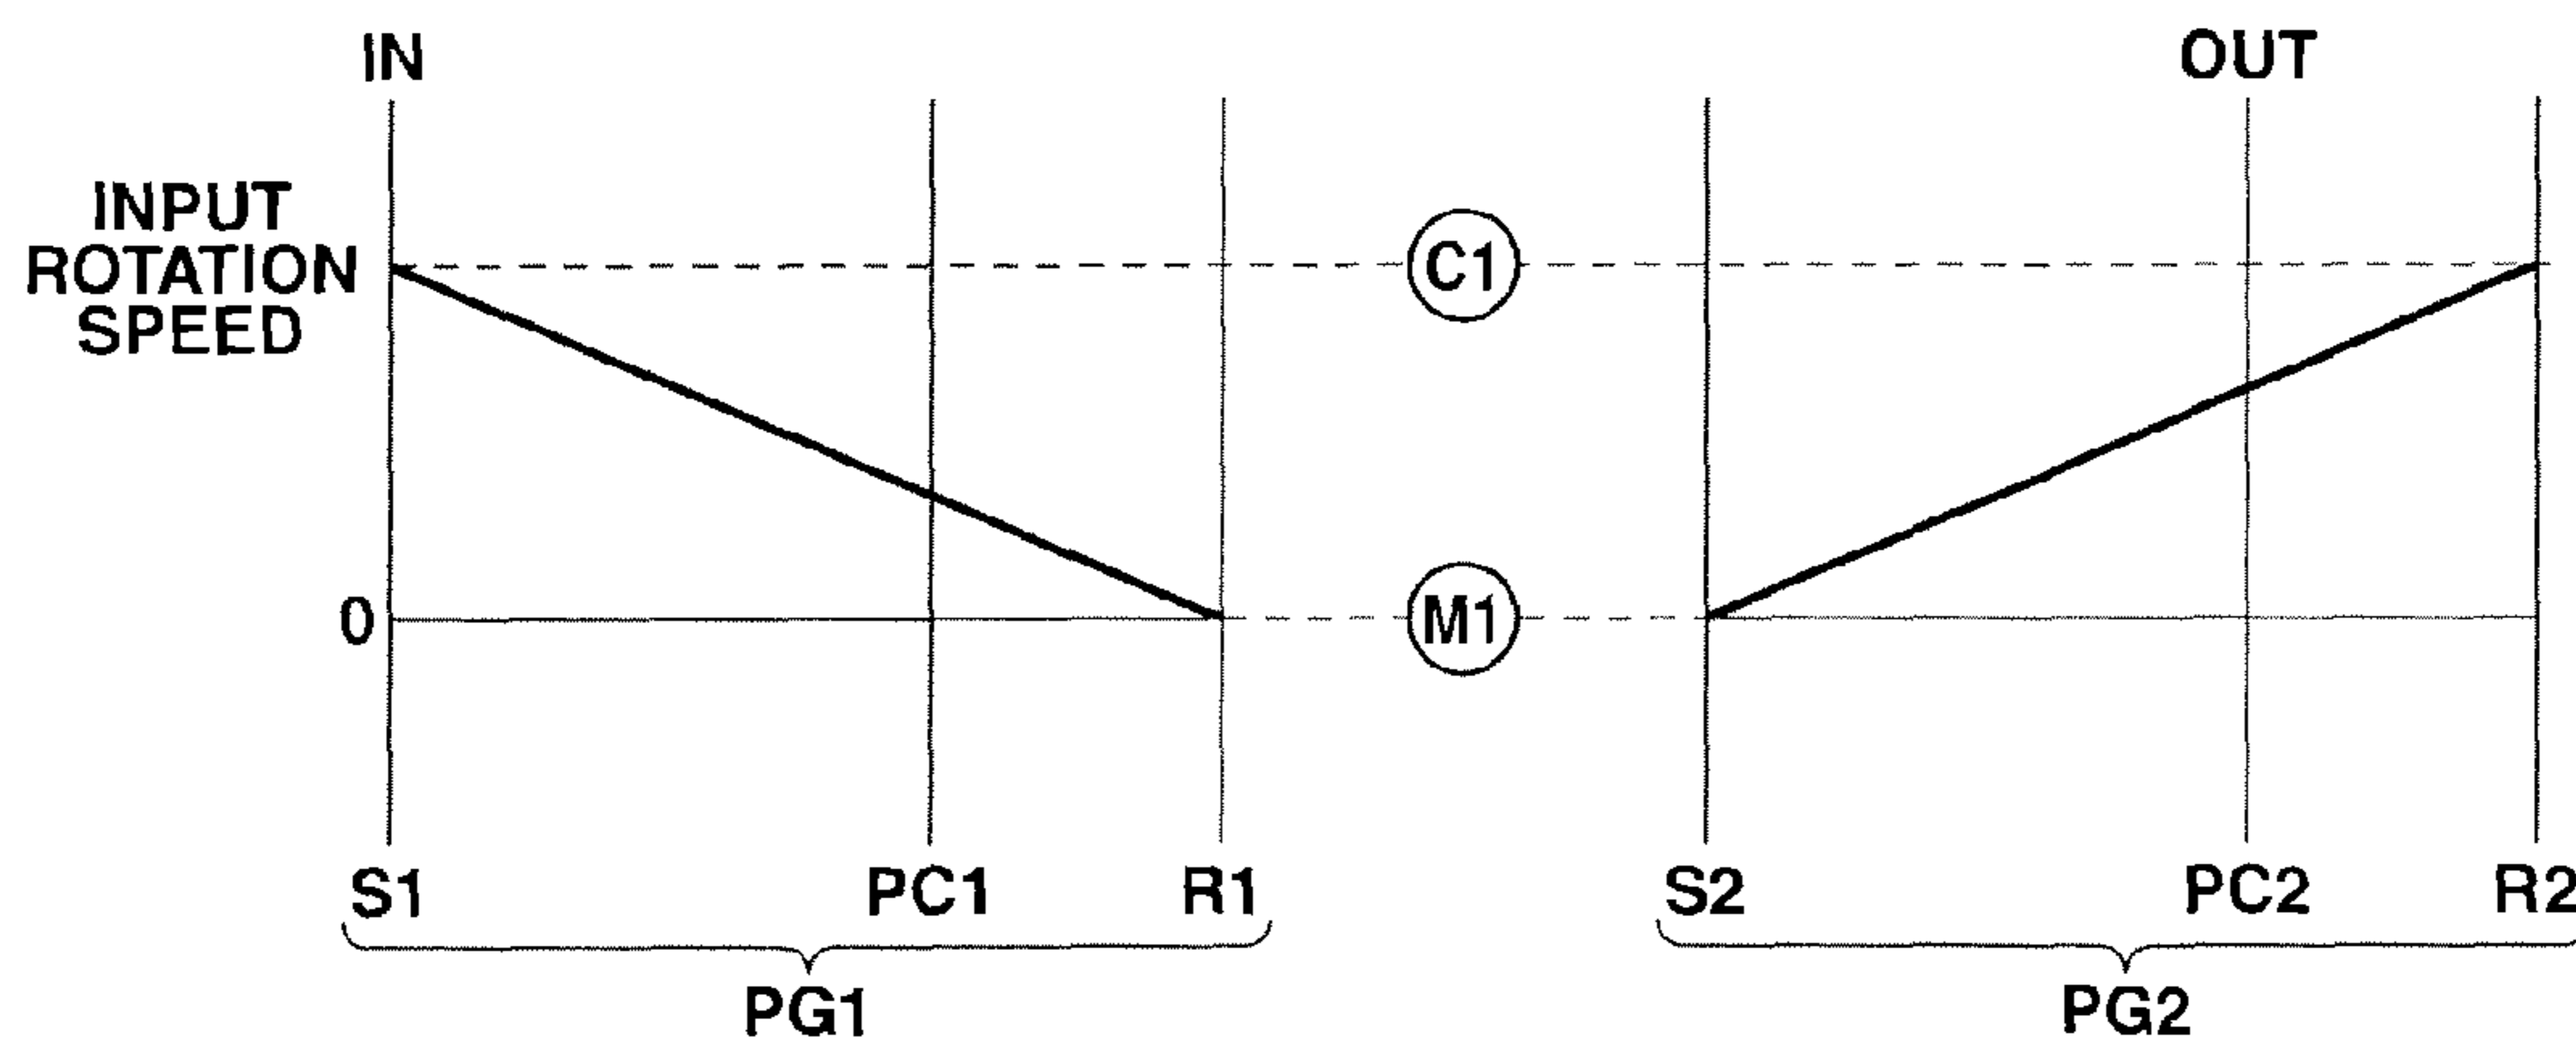 IN
OUT
INPUT
ROTATION
SPEED
C1
0
M1
S1
PC1
R1
S2
PC2
R2
PG1
PG2